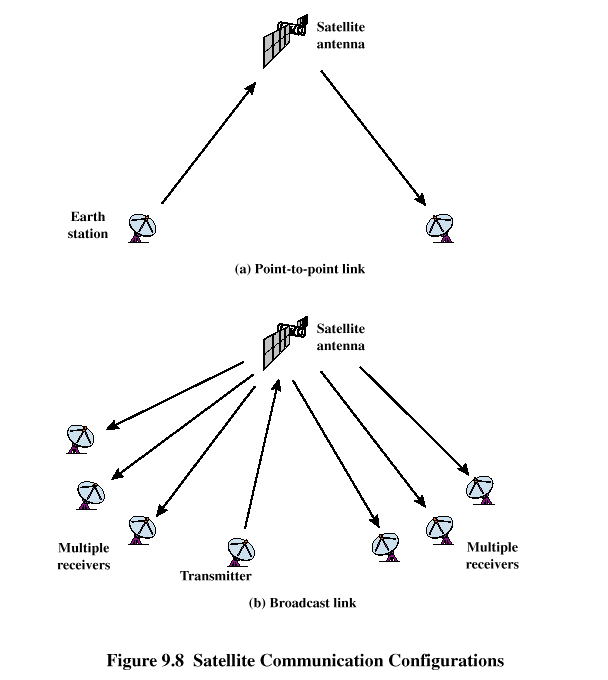 Satellite
antenna
Earth
station
(a) Point-to-point link
Satellite
antenna
Multiple
receivers
Transmitter
Multiple
receivers
(b) Broadcast link
Figure 9.8 Satellite Communication Configurations